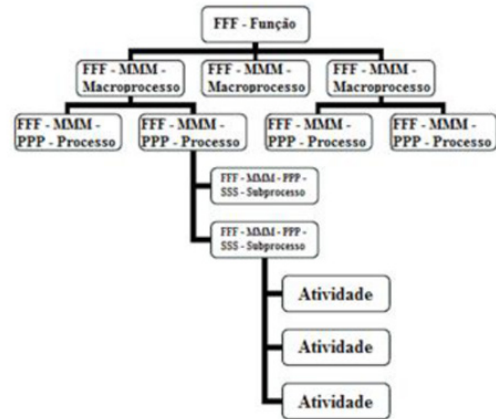 FFF - Função
FFF - MMM -
Macroprocesso
FFF - MMM -
Macroprocesso
FFF - MMM -
Macroprocesso
FFF - MMM -
PPP - Processo
FFF - MMM -
PPP - Processo
FFF - MMM -
PPP - Processo
FFF - MMM -
PPP - Processo
FFF - MMM - PPP -
SSS - Subprocesso
FFF - MMM - PPP -
SSS - Subprocesso
Atividade
Atividade
Atividade